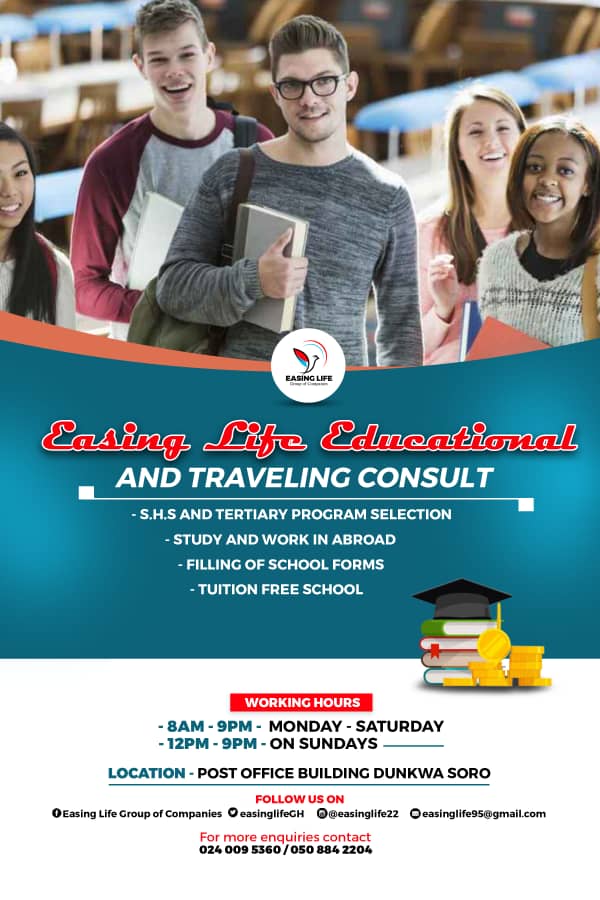 EASING LIFE
Group of Companies
Easing Life Educational
AND TRAVELING CONSULT
- S.H.S AND TERTIARY PROGRAM SELECTION
- STUDY AND WORK IN ABROAD
- FILLING OF SCHOOL FORMS
- TUITION FREE SCHOOL
WORKING HOURS
- 8AM - 9PM - MONDAY - SATURDAY
- 12PM - 9PM - ON SUNDAYS
LOCATION - POST OFFICE BUILDING DUNKWA SORO
FOLLOW US ON
Easing Life Group of Companies easinglifeGH @easinglife22 easinglife95@gmail.com
For more enquiries contact
024 009 5360 / 050 884 2204